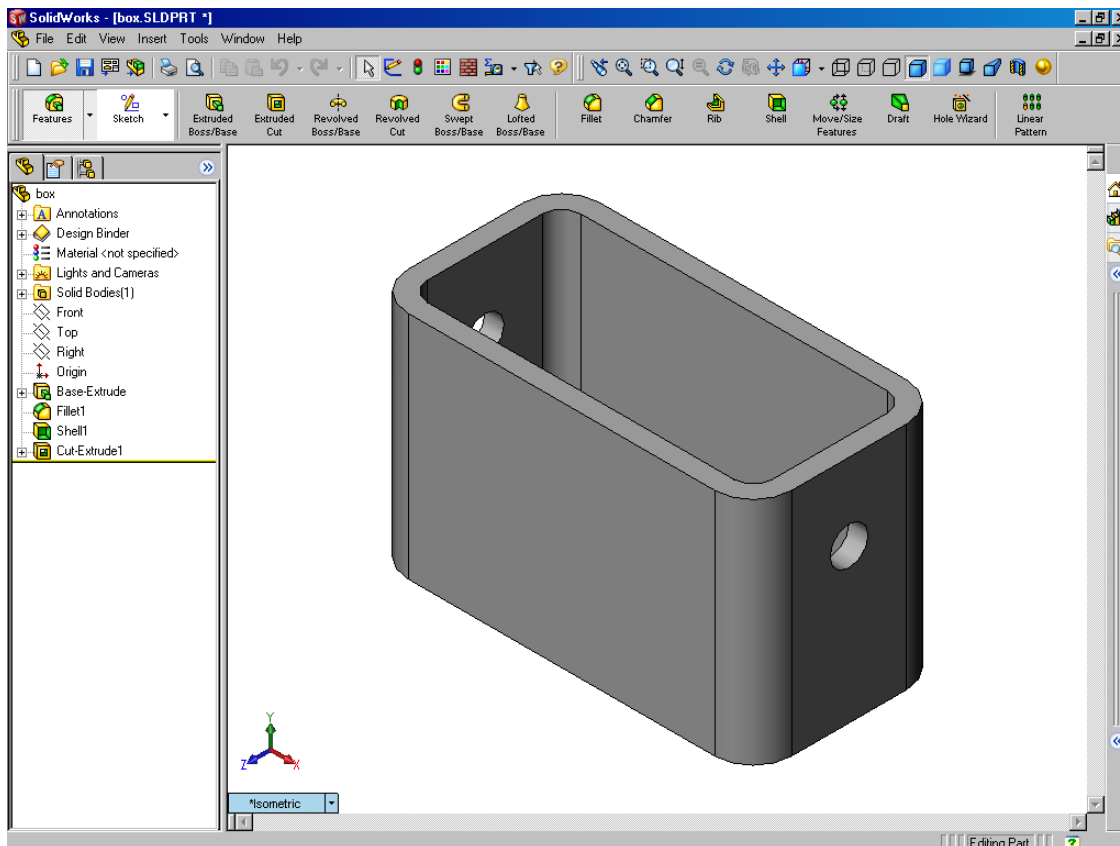 SolidWorks - [box.SLDPRT *]
File Edit View Insert Tools Window Help
Features Sketch Extruded Boss/Base Extruded Cut Revolved Boss/Base Revolved Cut Swept Boss/Base Lofted Boss/Base Fillet Chamfer Rib Shell Move/Size Features Draft Hole Wizard Linear Pattern
box
A Annotations
Design Binder
Material <not specified>
Lights and Cameras
Solid Bodies(1)
Front
Top
Right
Origin
Base-Extrude
Fillet1
Shell1
Cut-Extrude1
Y
Z X
*Isometric
Editing Part ?